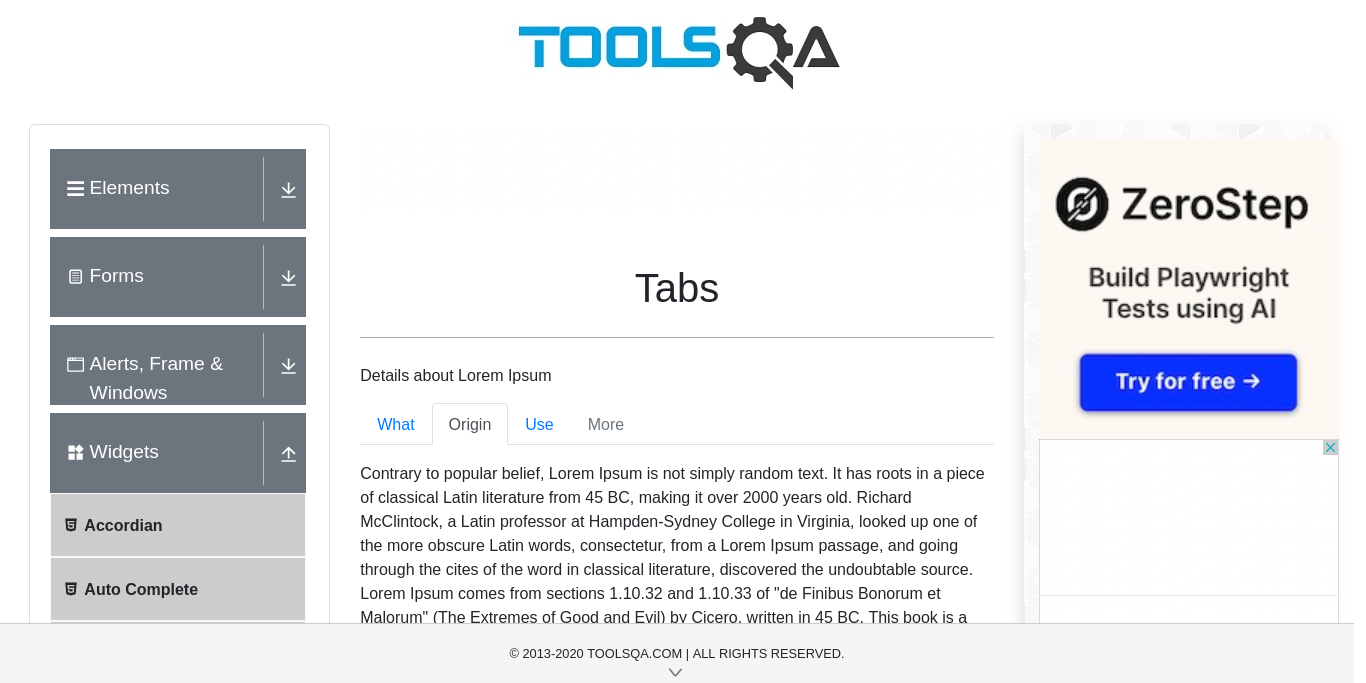 TOOLSQA
Elements
Forms
Alerts, Frame &
Windows
Widgets
Accordian
Auto Complete
Tabs
Details about Lorem Ipsum
What Origin Use More
Contrary to popular belief, Lorem Ipsum is not simply random text. It has roots in a piece
of classical Latin literature from 45 BC, making it over 2000 years old. Richard
McClintock, a Latin professor at Hampden-Sydney College in Virginia, looked up one of
the more obscure Latin words, consectetur, from a Lorem Ipsum passage, and going
through the cites of the word in classical literature, discovered the undoubtable source.
Lorem Ipsum comes from sections 1.10.32 and 1.10.33 of "de Finibus Bonorum et
Malorum" (The Extremes of Good and Evil) by Cicero, written in 45 BC. This book is a
ZeroStep
Build Playwright
Tests using AI
Try for free →
© 2013-2020 TOOLSQA.COM | ALL RIGHTS RESERVED.